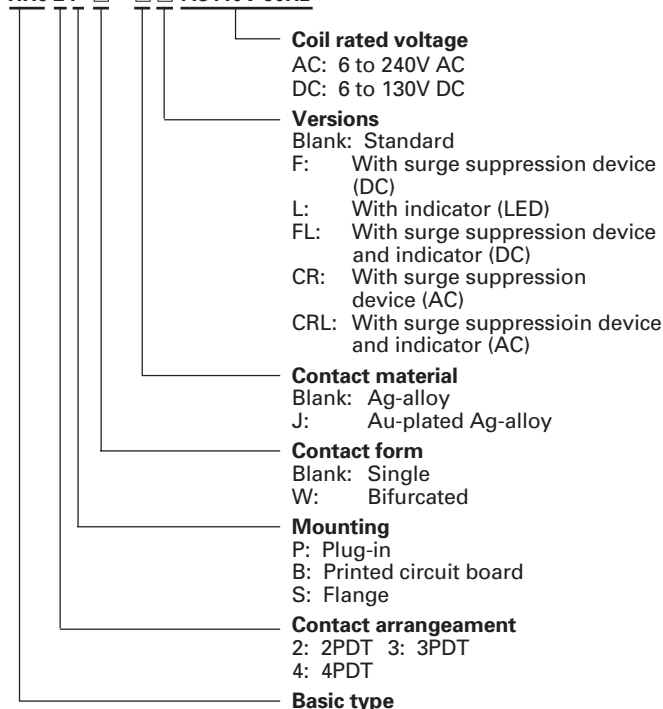 Coil rated voltage
AC: 6 to 240V AC
DC: 6 to 130V DC
Versions
Blank: Standard
F: With surge suppression device
(DC)
L: With indicator (LED)
FL: With surge suppression device
and indicator (DC)
CR: With surge suppression
device (AC)
CRL: With surge suppressioin device
and indicator (AC)
Contact material
Blank: Ag-alloy
J: Au-plated Ag-alloy
Contact form
Blank: Single
W: Bifurcated
Mounting
P: Plug-in
B: Printed circuit board
S: Flange
Contact arrangeament
2: 2PDT 3: 3PDT
4: 4PDT
Basic type